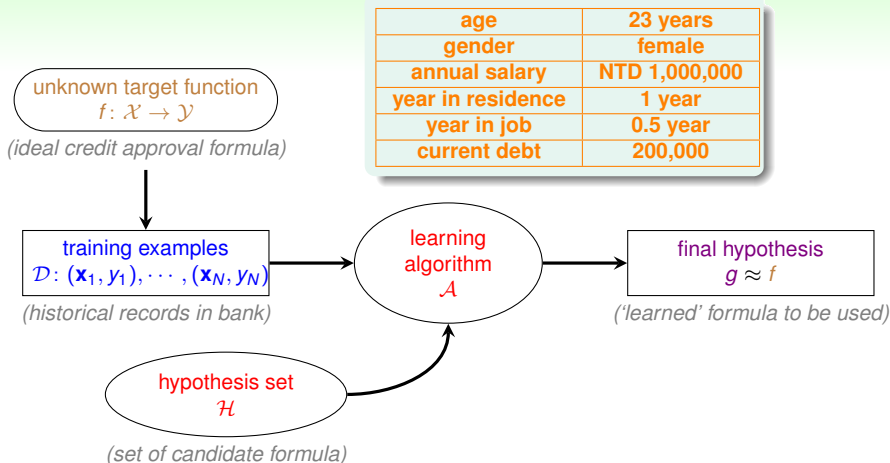 age 23 years
gender female
annual salary NTD 1,000,000
year in residence 1 year
year in job 0.5 year
current debt 200,000
unknown target function
f: 𝒳 → 𝒴
(ideal credit approval formula)
training examples
𝒟: (x₁, y₁), ⋯ , (x_N, y_N)
(historical records in bank)
learning
algorithm
𝒜
final hypothesis
g ≈ f
('learned' formula to be used)
hypothesis set
ℋ
(set of candidate formula)